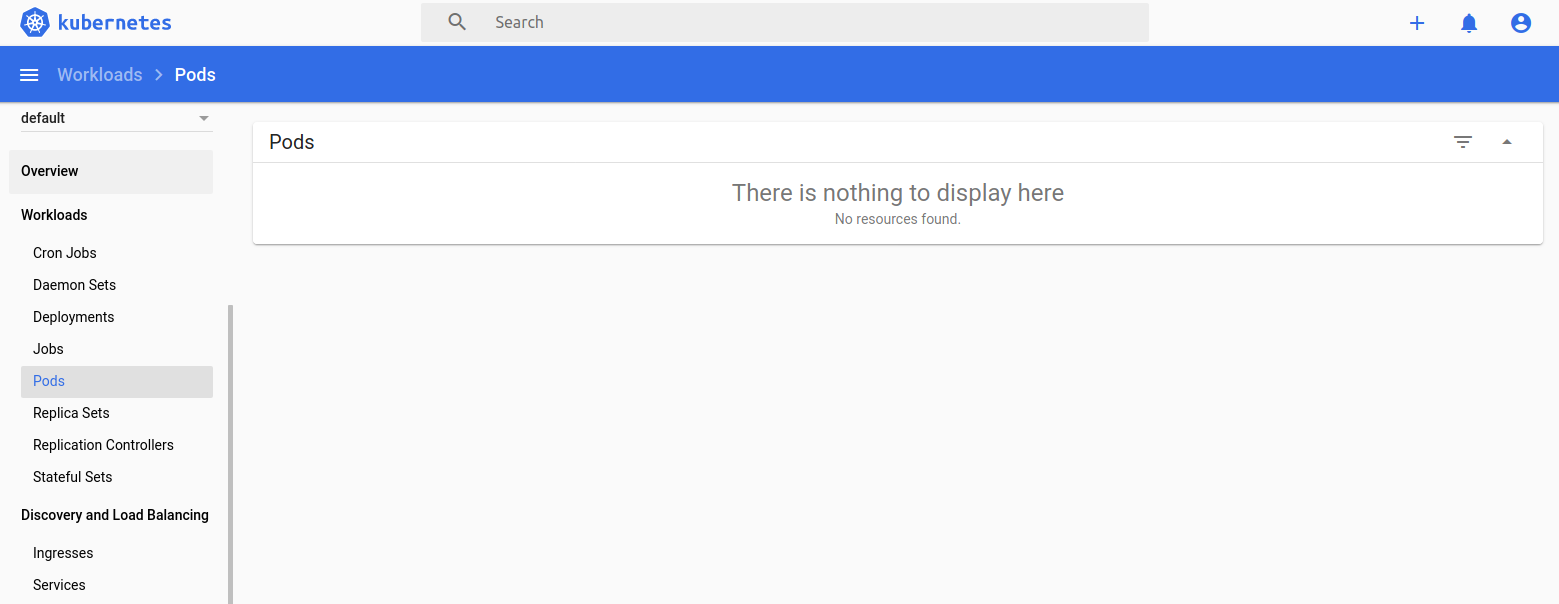 kubernetes
Search
Workloads > Pods
default
Overview
Workloads
Cron Jobs
Daemon Sets
Deployments
Jobs
Pods
Replica Sets
Replication Controllers
Stateful Sets
Discovery and Load Balancing
Ingresses
Services
Pods
There is nothing to display here
No resources found.